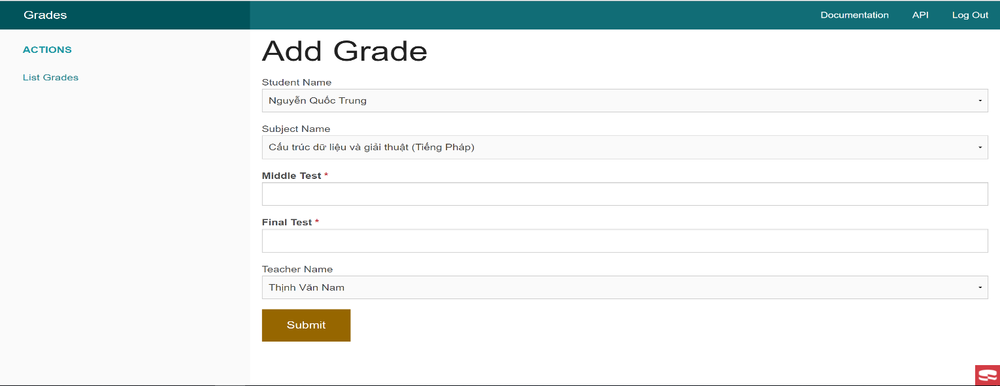 Grades
Documentation API Log Out
ACTIONS
List Grades
Add Grade
Student Name
Nguyễn Quốc Trung
Subject Name
Cấu trúc dữ liệu và giải thuật (Tiếng Pháp)
Middle Test *
Final Test *
Teacher Name
Thịnh Văn Nam
Submit